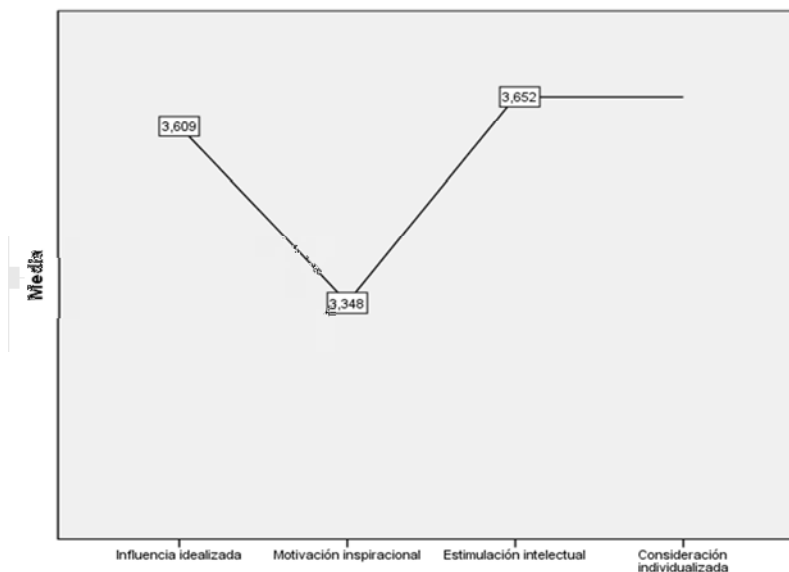 3,652
3,609
3,348
Media
Influencia idealizada
Motivación inspiracional
Estimulación intelectual
Consideración
individualizada